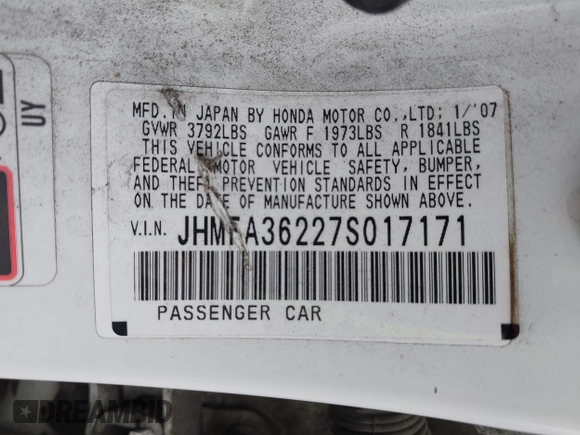 UY
MFD. IN JAPAN BY HONDA MOTOR CO.,LTD: 1/'07
GVWR 3792LBS GAWR F 1973LBS R 1841LBS
THIS VEHICLE CONFORMS TO ALL APPLICABLE
FEDERAL MOTOR VEHICLE SAFETY, BUMPER,
AND THEFT PREVENTION STANDARDS IN EFFECT
ON THE DATE OF MANUFACTURE SHOWN ABOVE.
V.I.N. JHMFA36227S017171
PASSENGER CAR
DREAMBID